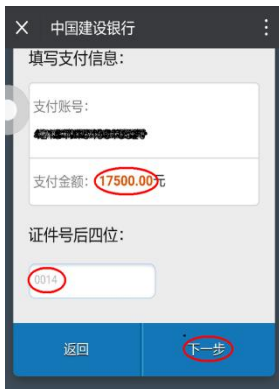 中国建设银行
填写支付信息：
支付账号：
支付金额：17500.00元
证件号后四位：
0014
返回
下一步